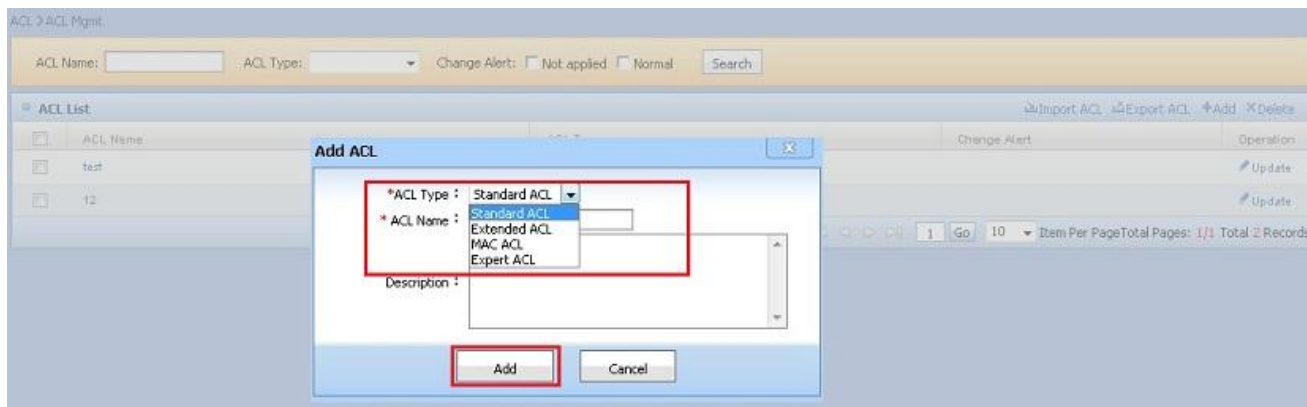 ACL > ACL Mgmt
ACL Name: ACL Type: Change Alert: Not applied Normal Search
ACL List Import ACL Export ACL Add Delete
ACL Name Change Alert Operation
test Update
12 Update
1 Go 10 Item Per PageTotal Pages: 1/1 Total 2 Records
Add ACL
*ACL Type : Standard ACL
* ACL Name :
Standard ACL
Extended ACL
MAC ACL
Expert ACL
Description :
Add Cancel